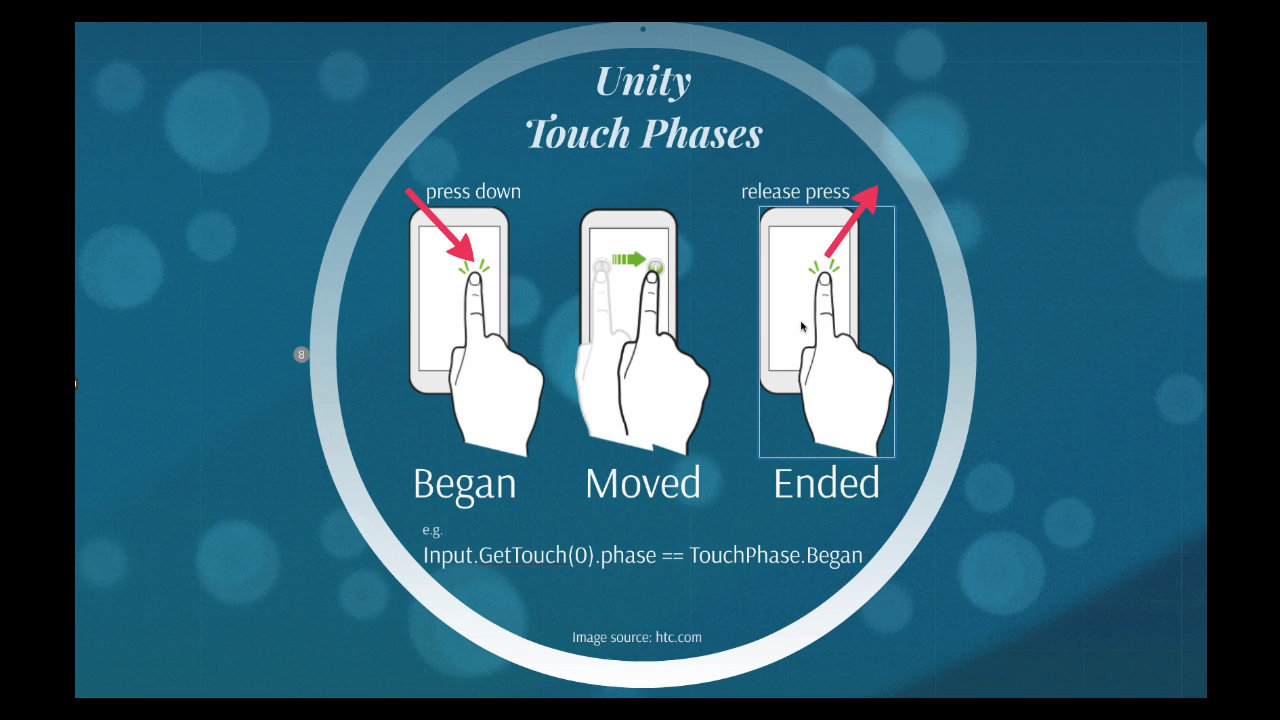 Unity
Touch Phases
press down
release press
8
Began
Moved
Ended
e.g.
Input.GetTouch(0).phase == TouchPhase.Began
Image source: htc.com